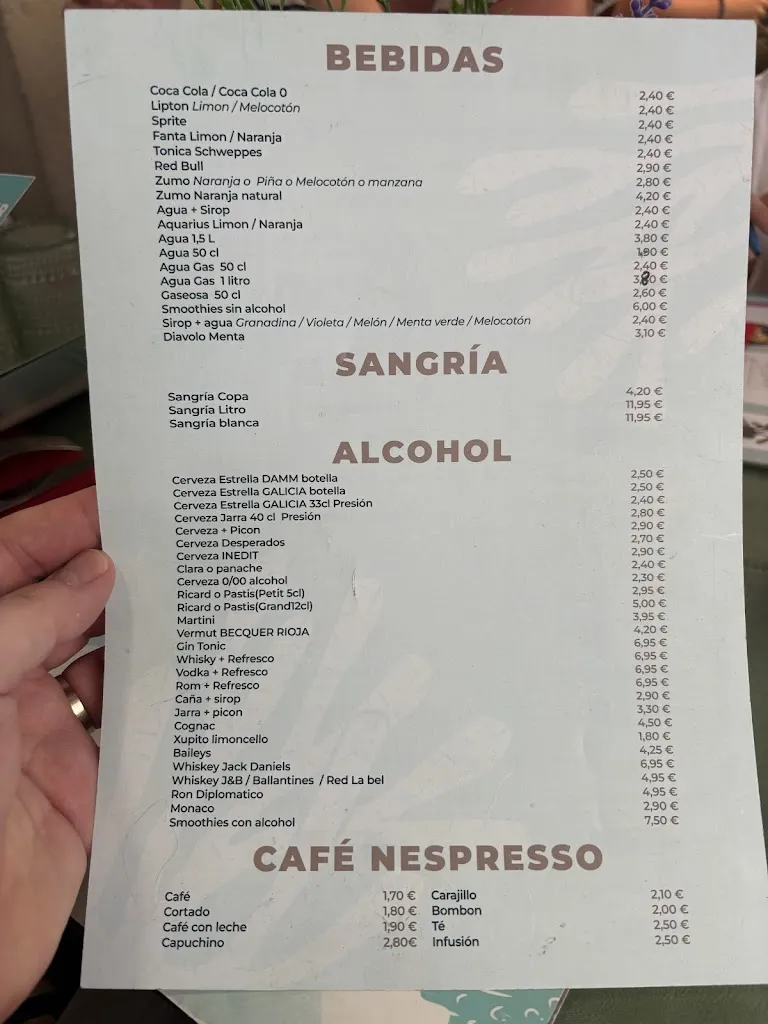 BEBIDAS
Coca Cola / Coca Cola 0 2,40 €
Lipton Limon / Melocotón 2,40 €
Sprite 2,40 €
Fanta Limon / Naranja 2,40 €
Tonica Schweppes 2,40 €
Red Bull 2,90 €
Zumo Naranja o Piña o Melocotón o manzana 2,80 €
Zumo Naranja natural 4,20 €
Agua + Sirop 2,40 €
Aquarius Limon / Naranja 2,40 €
Agua 1,5 L 3,80 €
Agua 50 cl 1,90 €
Agua Gas 50 cl 2,40 €
Agua Gas 1 litro 3,80 €
Gaseosa 50 cl 2,60 €
Smoothies sin alcohol 6,00 €
Sirop + agua Granadina / Violeta / Melón / Menta verde / Melocotón 2,40 €
Diavolo Menta 3,10 €
SANGRÍA
Sangría Copa 4,20 €
Sangría Litro 11,95 €
Sangría blanca 11,95 €
ALCOHOL
Cerveza Estrella DAMM botella 2,50 €
Cerveza Estrella GALICIA botella 2,50 €
Cerveza Estrella GALICIA 33cl Presión 2,40 €
Cerveza Jarra 40 cl Presión 2,80 €
Cerveza + Picon 2,90 €
Cerveza Desperados 2,70 €
Cerveza INEDIT 2,90 €
Clara o panache 2,40 €
Cerveza 0/00 alcohol 2,30 €
Ricard o Pastis(Petit 5cl) 2,95 €
Ricard o Pastis(Grand12cl) 5,00 €
Martini 3,95 €
Vermut BECQUER RIOJA 4,20 €
Gin Tonic 6,95 €
Whisky + Refresco 6,95 €
Vodka + Refresco 6,95 €
Rom + Refresco 6,95 €
Caña + sirop 2,90 €
Jarra + picon 3,30 €
Cognac 4,50 €
Xupito limoncello 1,80 €
Baileys 4,25 €
Whiskey Jack Daniels 6,95 €
Whiskey J&B / Ballantines / Red La bel 4,95 €
Ron Diplomatico 4,95 €
Monaco 2,90 €
Smoothies con alcohol 7,50 €
CAFÉ NESPRESSO
Café 1,70 € Carajillo 2,10 €
Cortado 1,80 € Bombon 2,00 €
Café con leche 1,90 € Té 2,50 €
Capuchino 2,80€ Infusión 2,50 €